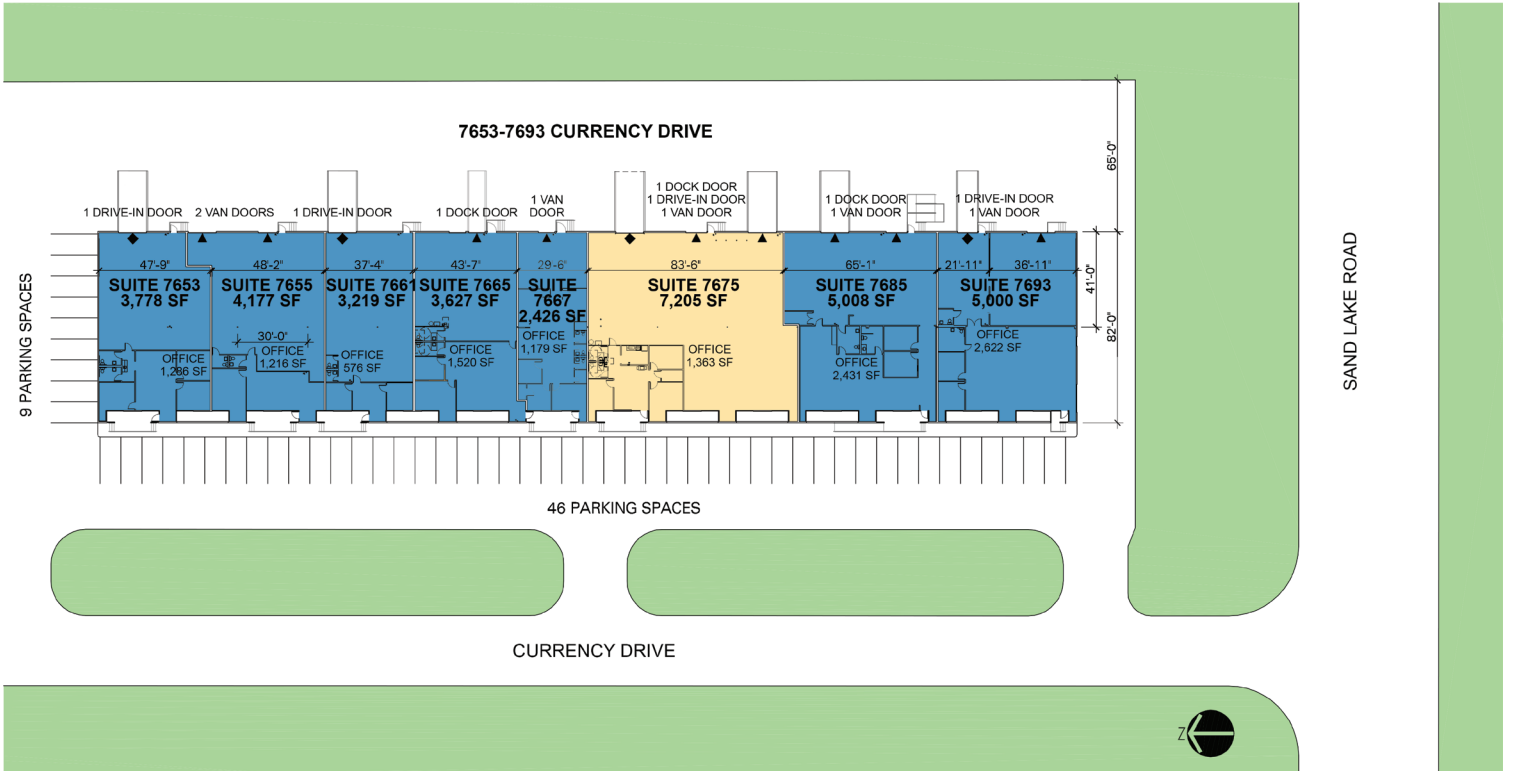 7653-7693 CURRENCY DRIVE
65'-0"
1 DRIVE-IN DOOR
2 VAN DOORS
1 DRIVE-IN DOOR
1 DOCK DOOR
1 VAN
DOOR
1 DOCK DOOR
1 DRIVE-IN DOOR
1 VAN DOOR
1 DOCK DOOR
1 VAN DOOR
1 DRIVE-IN DOOR
1 VAN DOOR
47'-9"
48'-2"
37'-4"
43'-7"
29'-6"
83'-6"
65'-1"
21'-11"
36'-11"
41'-0"
82'-0"
SUITE 7653
3,778 SF
SUITE 7655
4,177 SF
SUITE 7661
3,219 SF
SUITE 7665
3,627 SF
SUITE
7667
2,426 SF
SUITE 7675
7,205 SF
SUITE 7685
5,008 SF
SUITE 7693
5,000 SF
30'-0"
OFFICE
1,286 SF
OFFICE
1,216 SF
OFFICE
576 SF
OFFICE
1,520 SF
OFFICE
1,179 SF
OFFICE
1,363 SF
OFFICE
2,431 SF
OFFICE
2,622 SF
9 PARKING SPACES
46 PARKING SPACES
CURRENCY DRIVE
SAND LAKE ROAD
N